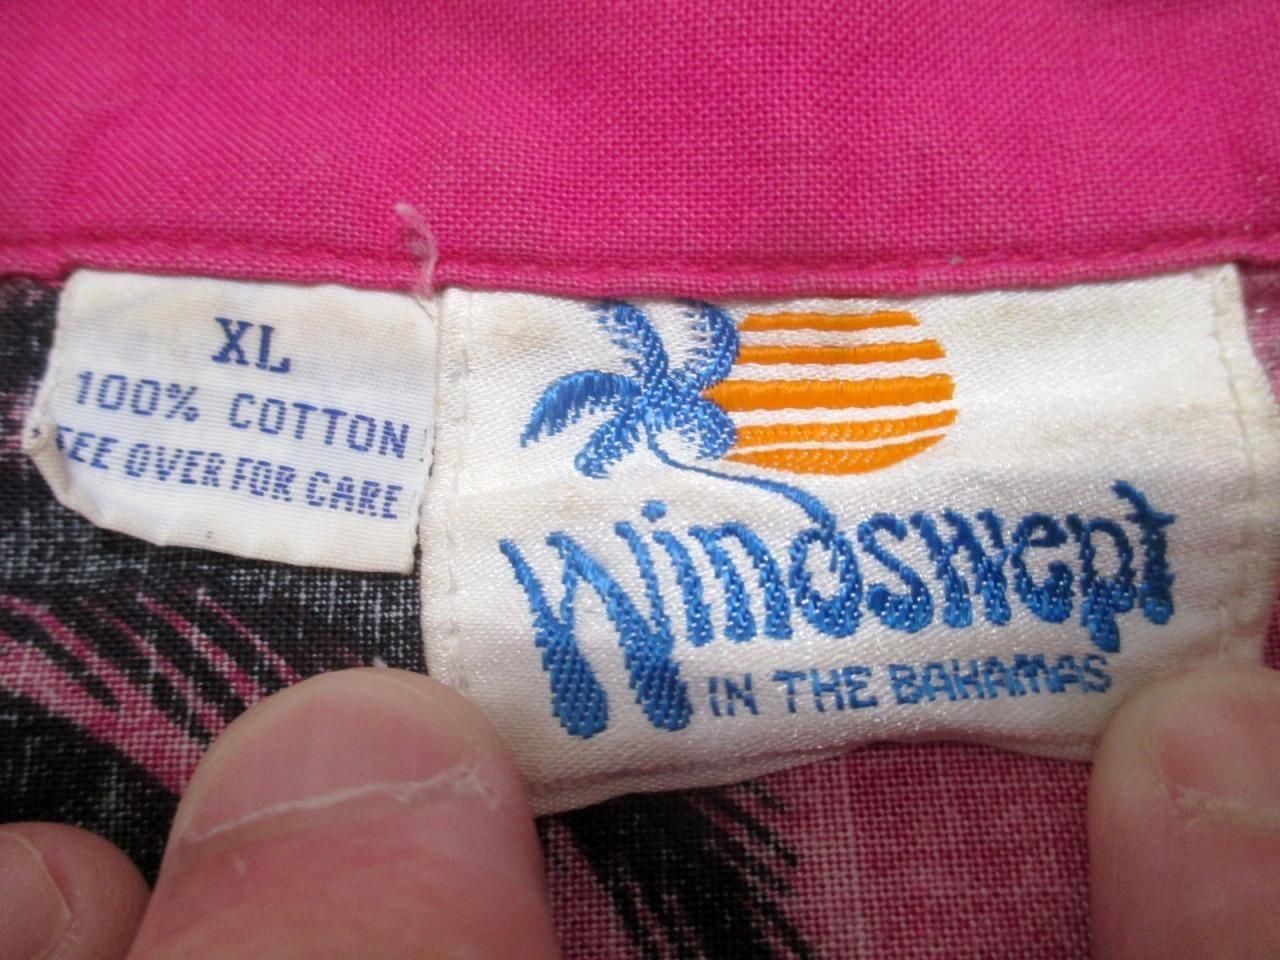 XL
100% COTTON
SEE OVER FOR CARE
Windswept
IN THE BAHAMAS